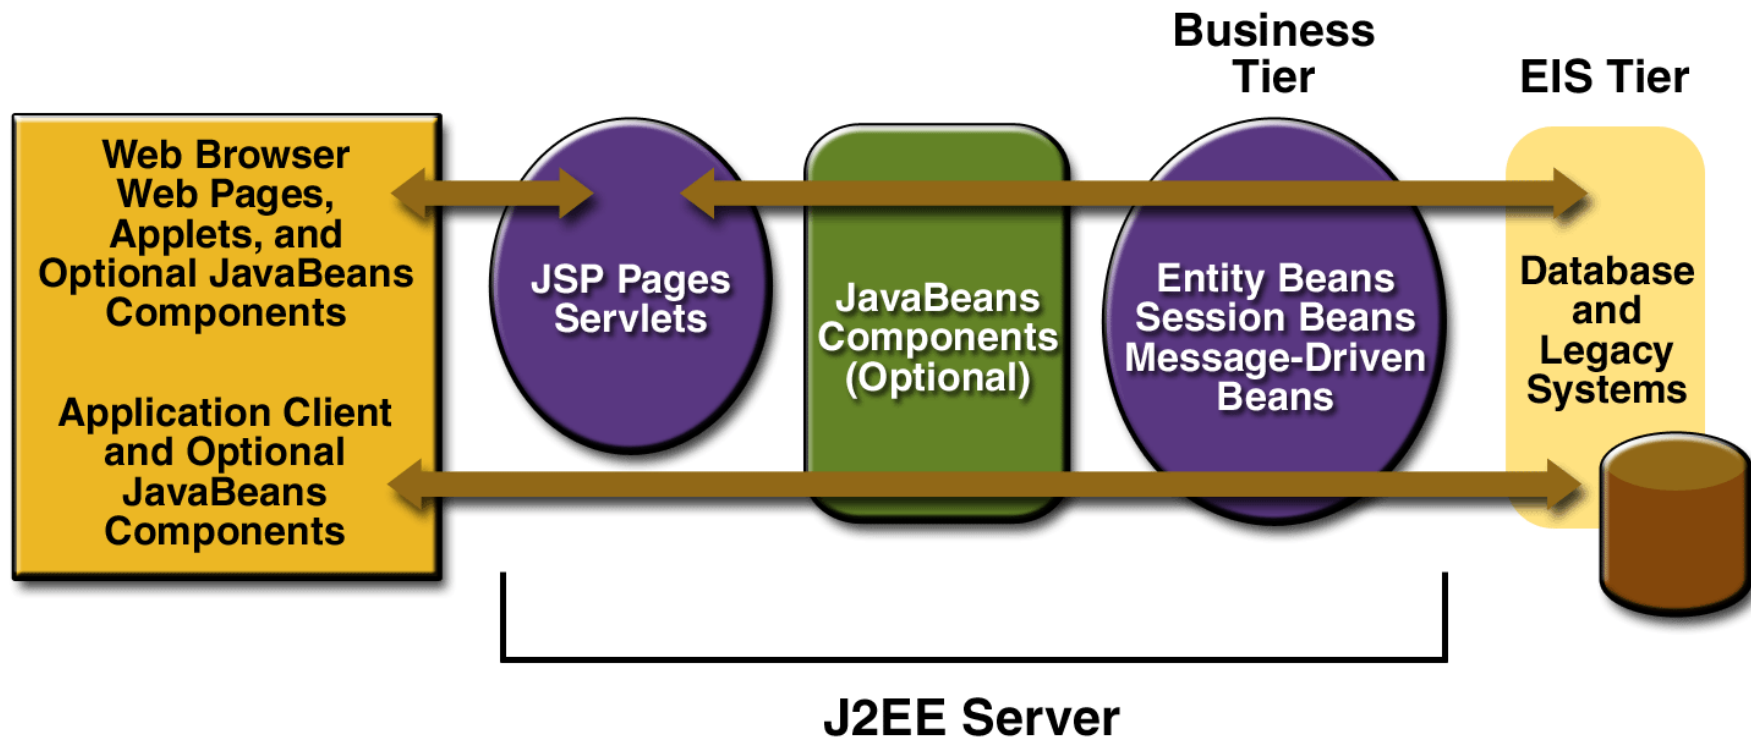 Business
Tier
EIS Tier
Web Browser
Web Pages,
Applets, and
Optional JavaBeans
Components
Application Client
and Optional
JavaBeans
Components
JSP Pages
Servlets
JavaBeans
Components
(Optional)
Entity Beans
Session Beans
Message-Driven
Beans
Database
and
Legacy
Systems
J2EE Server